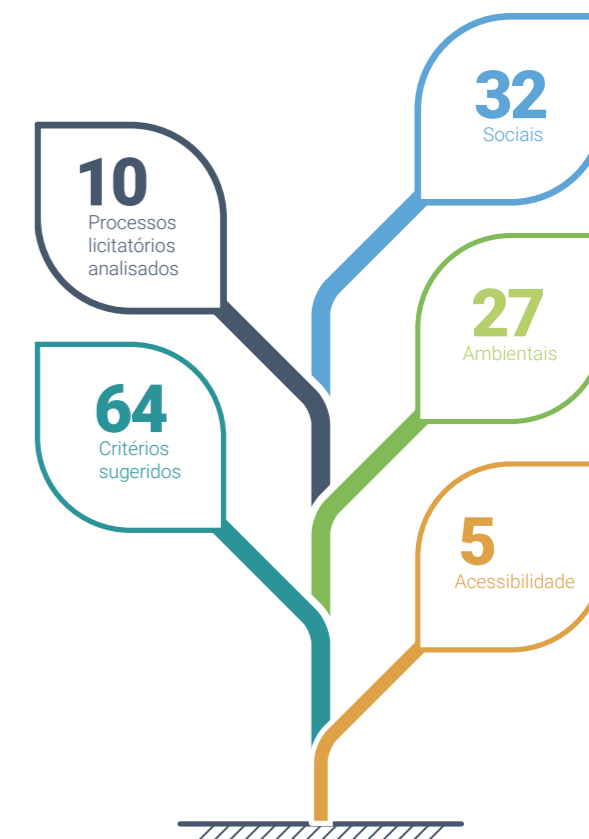 32
Sociais
10
Processos
licitatórios
analisados
27
Ambientais
64
Critérios
sugeridos
5
Acessibilidade